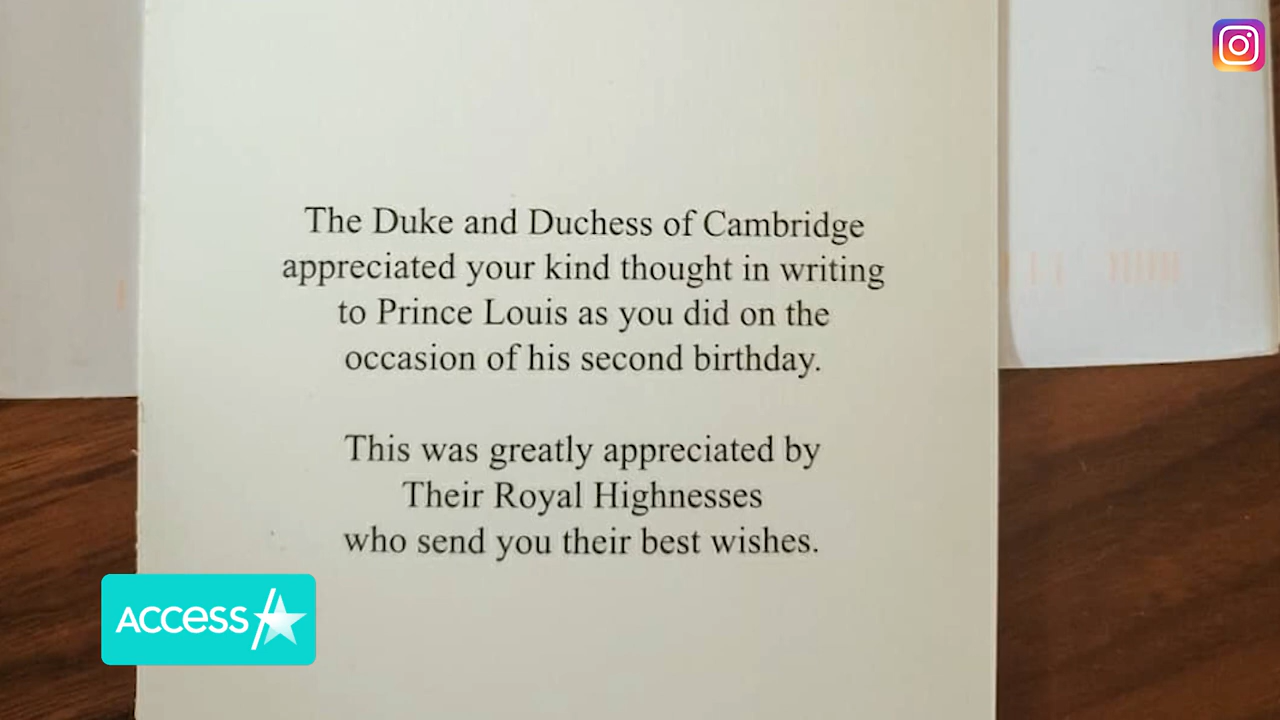 The Duke and Duchess of Cambridge
appreciated your kind thought in writing
to Prince Louis as you did on the
occasion of his second birthday.
This was greatly appreciated by
Their Royal Highnesses
who send you their best wishes.
ACCESS